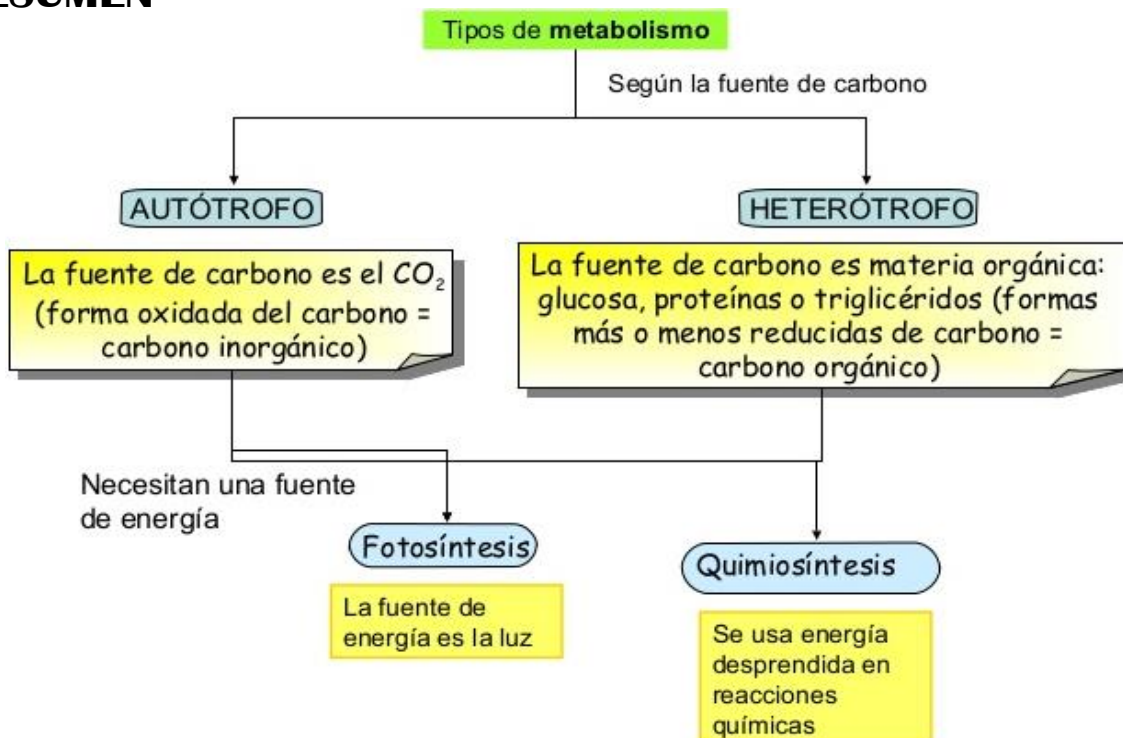 Tipos de metabolismo
Según la fuente de carbono
AUTÓTROFO
HETERÓTROFO
La fuente de carbono es el CO₂
(forma oxidada del carbono =
carbono inorgánico)
La fuente de carbono es materia orgánica:
glucosa, proteínas o triglicéridos (formas
más o menos reducidas de carbono =
carbono orgánico)
Necesitan una fuente
de energía
Fotosíntesis
Quimiosíntesis
La fuente de
energía es la luz
Se usa energía
desprendida en
reacciones
químicas